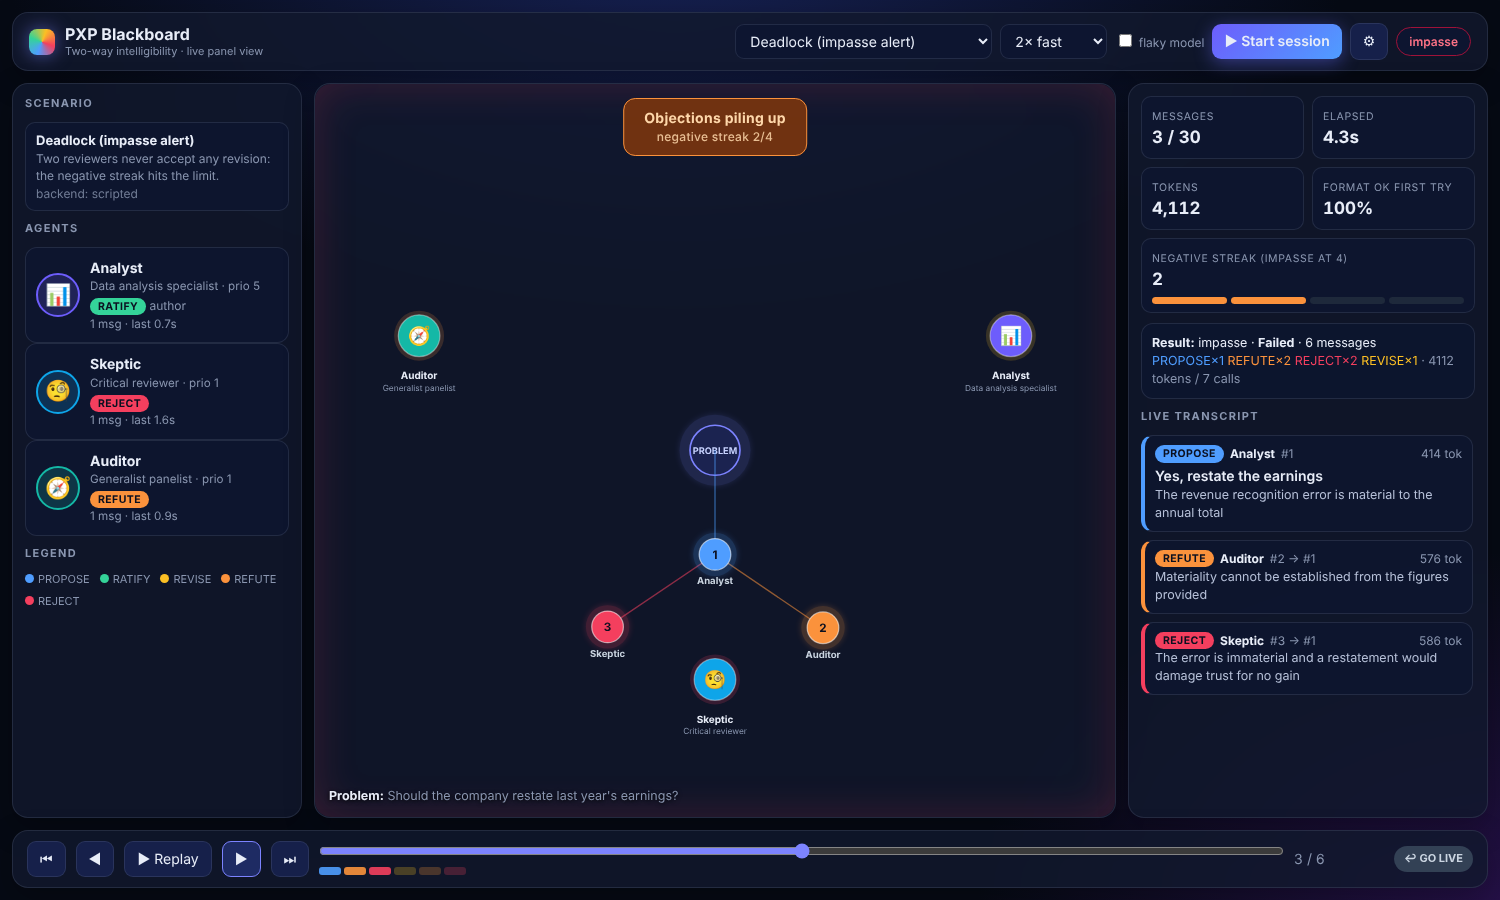 PXP Blackboard
Two-way intelligibility · live panel view
Deadlock (impasse alert)
2× fast
flaky model
▶ Start session
impasse
SCENARIO
Deadlock (impasse alert)
Two reviewers never accept any revision:
the negative streak hits the limit.
backend: scripted
AGENTS
Analyst
Data analysis specialist · prio 5
RATIFY author
1 msg · last 0.7s
Skeptic
Critical reviewer · prio 1
REJECT
1 msg · last 1.6s
Auditor
Generalist panelist · prio 1
REFUTE
1 msg · last 0.9s
LEGEND
PROPOSE RATIFY REVISE REFUTE
REJECT
Objections piling up
negative streak 2/4
Auditor
Generalist panelist
Analyst
Data analysis specialist
PROBLEM
1
Analyst
3
Skeptic
2
Auditor
Skeptic
Critical reviewer
Problem: Should the company restate last year's earnings?
MESSAGES
3 / 30
ELAPSED
4.3s
TOKENS
4,112
FORMAT OK FIRST TRY
100%
NEGATIVE STREAK (IMPASSE AT 4)
2
Result: impasse · Failed · 6 messages
PROPOSE×1 REFUTE×2 REJECT×2 REVISE×1 · 4112
tokens / 7 calls
LIVE TRANSCRIPT
PROPOSE Analyst #1 414 tok
Yes, restate the earnings
The revenue recognition error is material to the
annual total
REFUTE Auditor #2 → #1 576 tok
Materiality cannot be established from the figures
provided
REJECT Skeptic #3 → #1 586 tok
The error is immaterial and a restatement would
damage trust for no gain
▶ Replay
3 / 6
↩ GO LIVE